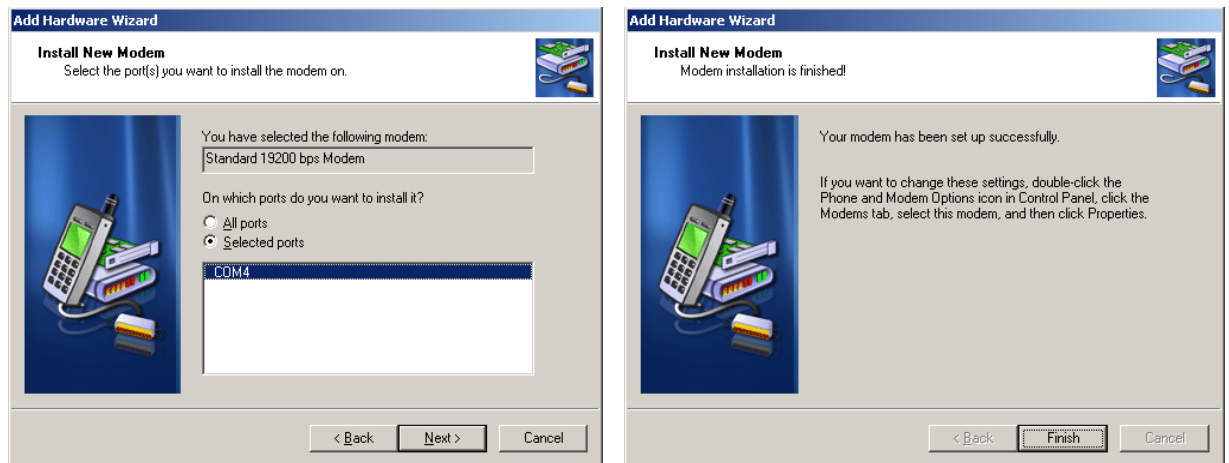 Add Hardware Wizard
Install New Modem
Select the port(s) you want to install the modem on.
You have selected the following modem:
Standard 19200 bps Modem
On which ports do you want to install it?
All ports
Selected ports
COM4
< Back
Next >
Cancel
Add Hardware Wizard
Install New Modem
Modem installation is finished!
Your modem has been set up successfully.
If you want to change these settings, double-click the
Phone and Modem Options icon in Control Panel, click the
Modems tab, select this modem, and then click Properties.
< Back
Finish
Cancel